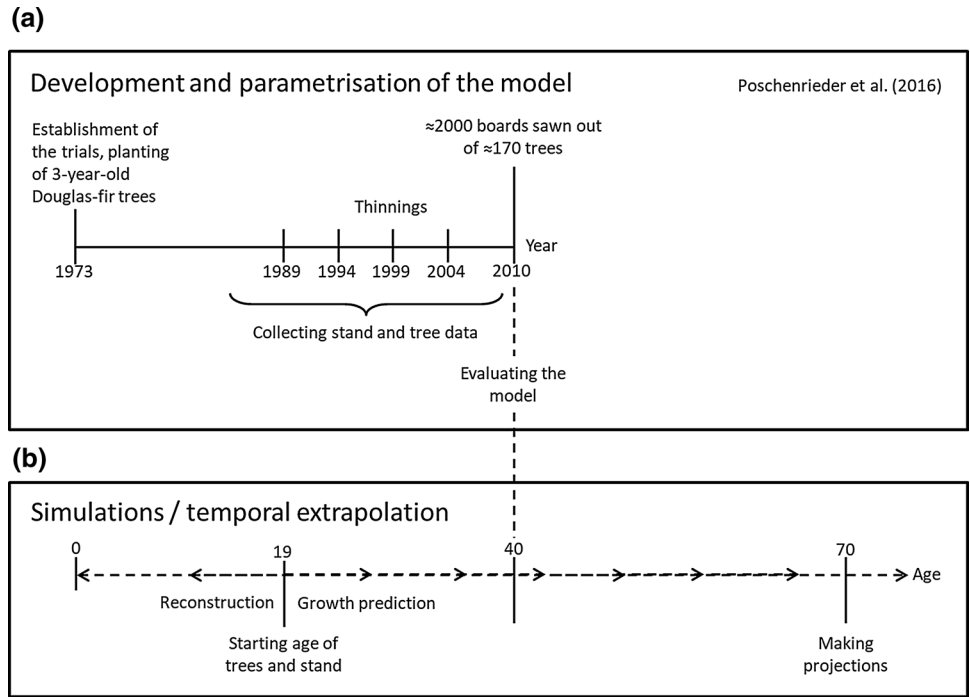 (a)
Development and parametrisation of the model
Poschenrieder et al. (2016)
Establishment of
the trials, planting
of 3-year-old
Douglas-fir trees
≈2000 boards sawn out
of ≈170 trees
Thinnings
Year
1973
1989
1994
1999
2004
2010
Collecting stand and tree data
Evaluating the
model
(b)
Simulations / temporal extrapolation
0
19
40
70
Age
Reconstruction
Growth prediction
Starting age of
trees and stand
Making
projections